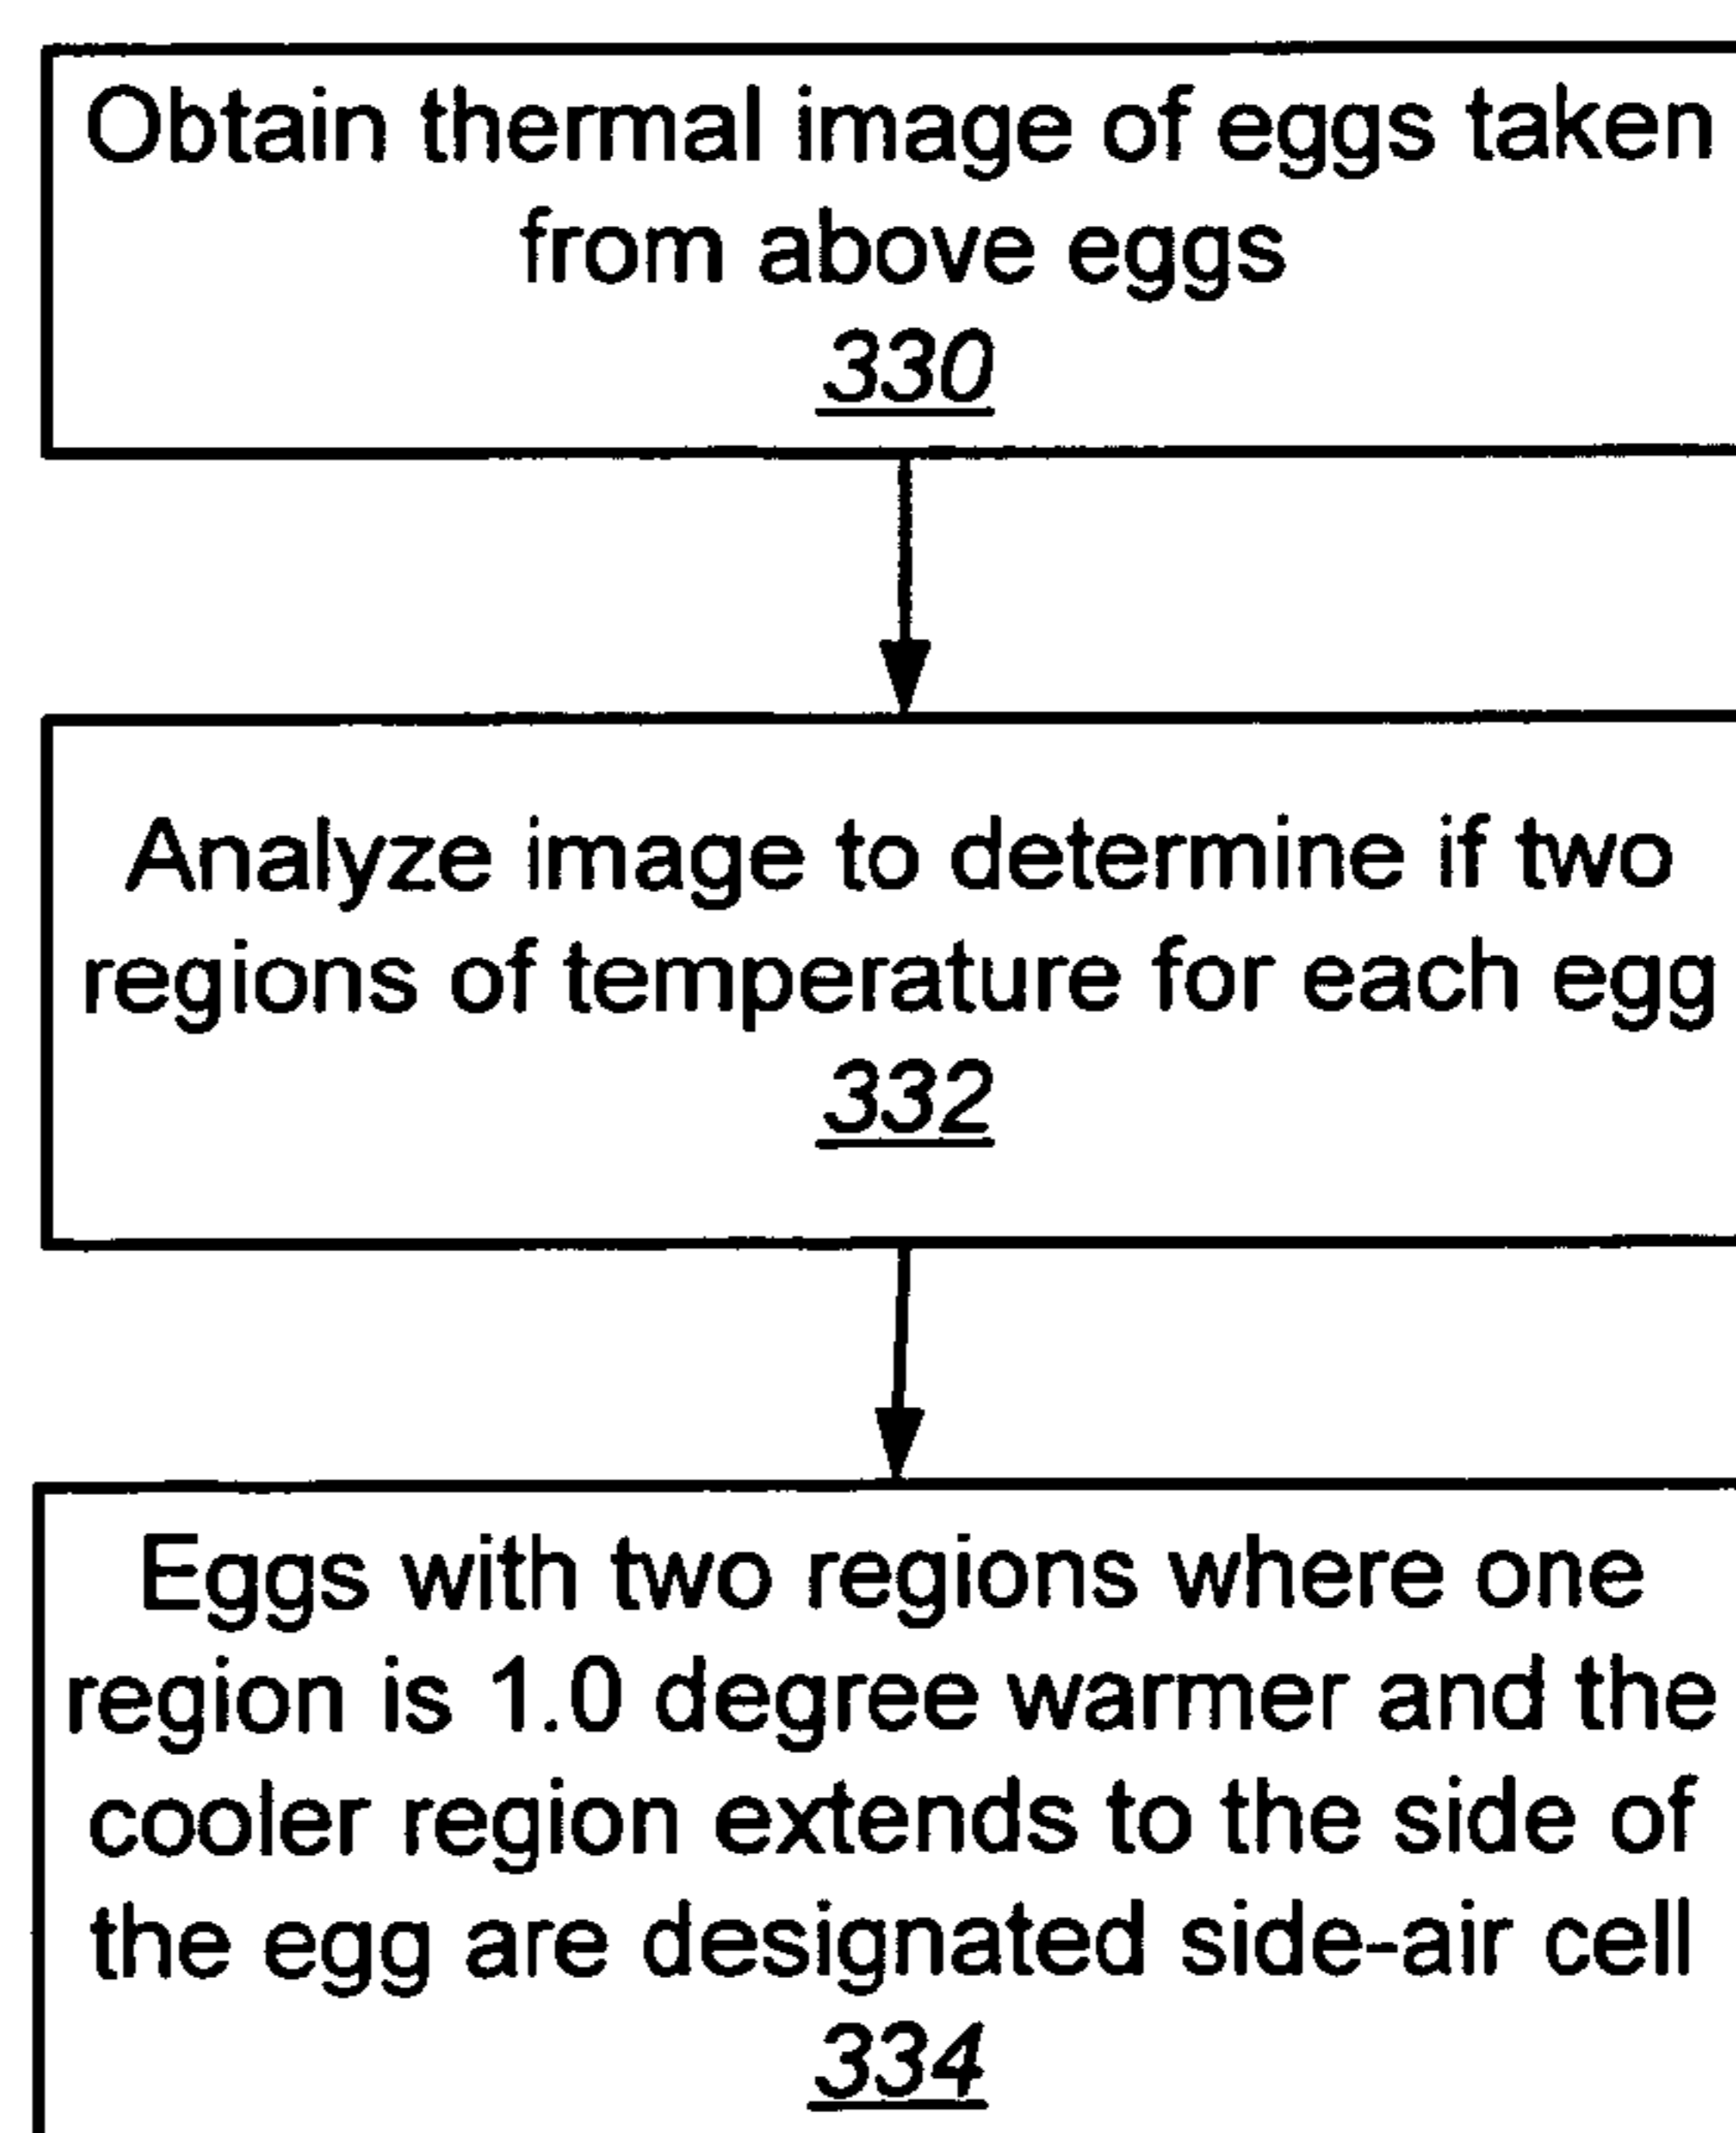 Obtain thermal image of eggs taken
from above eggs
330
Analyze image to determine if two
regions of temperature for each egg
332
Eggs with two regions where one
region is 1.0 degree warmer and the
cooler region extends to the side of
the egg are designated side-air cell
334